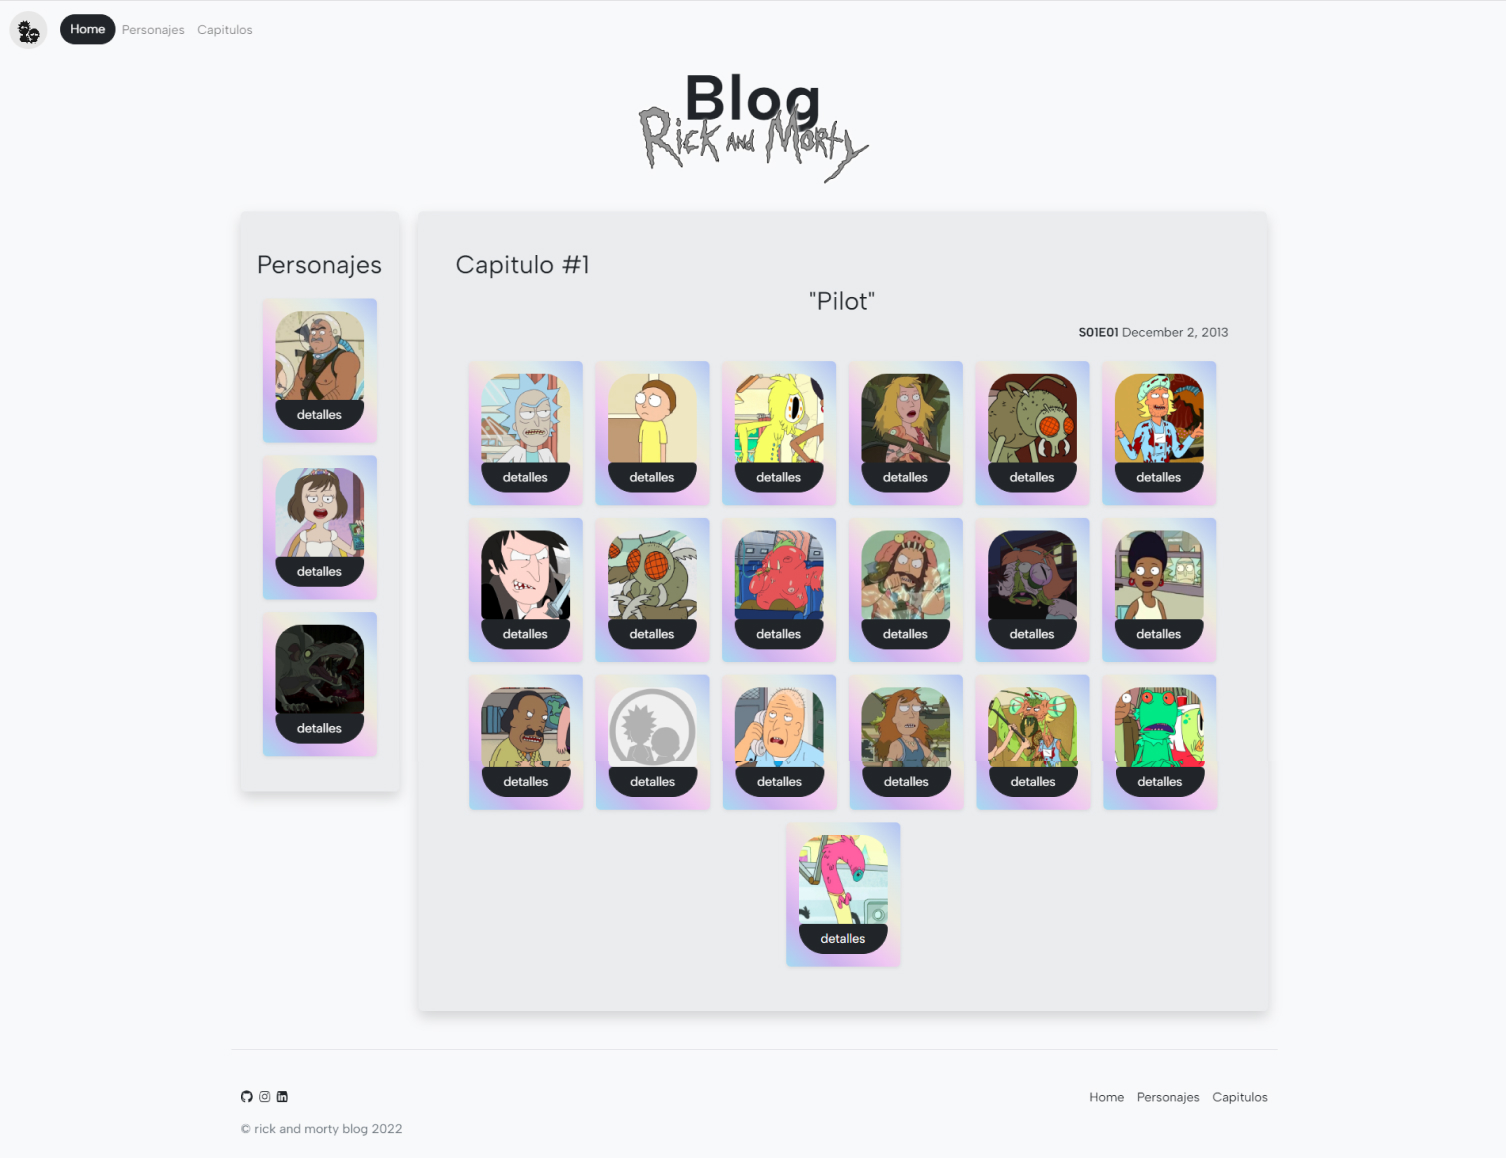 Home Personajes Capitulos
Blog
Rick and Morty
Personajes
detalles
detalles
detalles
Capitulo #1
"Pilot"
S01E01 December 2, 2013
detalles detalles detalles detalles detalles detalles
detalles detalles detalles detalles detalles detalles
detalles detalles detalles detalles detalles detalles
detalles
Home Personajes Capitulos
© rick and morty blog 2022